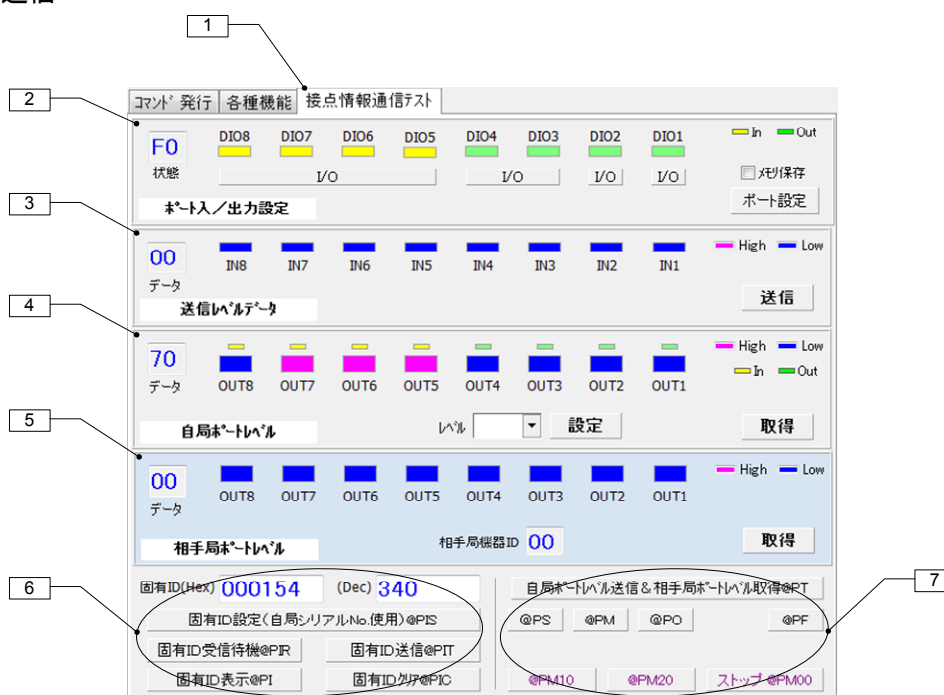 1
2
コマンド発行 各種機能 接点情報通信テスト
F0 DIO8 DIO7 DIO6 DIO5 DIO4 DIO3 DIO2 DIO1 In Out
状態 I/O I/O I/O I/O メモリ保存
ポート入/出力設定 ポート設定
3
00 IN8 IN7 IN6 IN5 IN4 IN3 IN2 IN1 High Low
データ
送信レベルデータ 送信
4
70 High Low
In Out
データ OUT8 OUT7 OUT6 OUT5 OUT4 OUT3 OUT2 OUT1
自局ポートレベル レベル 設定 取得
5
00 OUT8 OUT7 OUT6 OUT5 OUT4 OUT3 OUT2 OUT1 High Low
データ
相手局ポートレベル 相手局機器ID 00 取得
6
7
固有ID(Hex) 000154 (Dec) 340 自局ポートレベル送信&相手局ポートレベル取得@PT
固有ID設定(自局シリアルNo.使用)@PIS @PS @PM @PO @PF
固有ID受信待機@PIR 固有ID送信@PIT
固有ID表示@PI 固有IDクリア@PIC @PM10 @PM20 ストップ @PM00